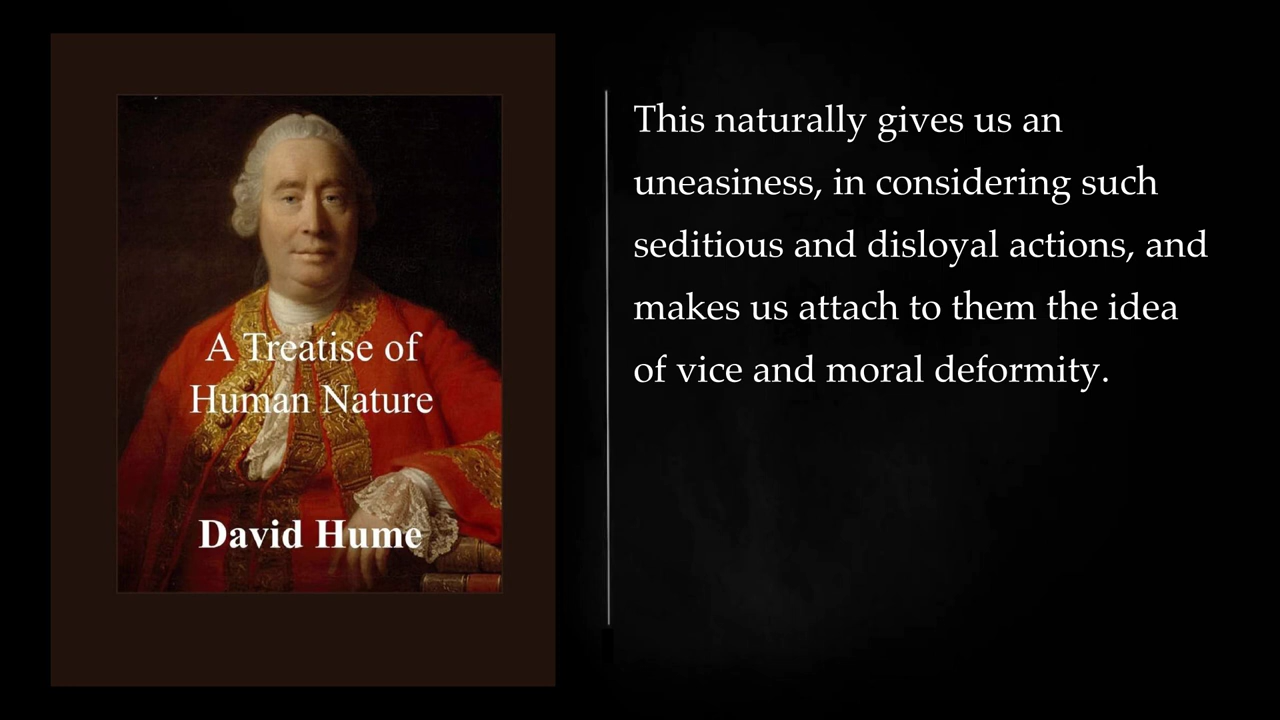 A Treatise of
Human Nature
David Hume
This naturally gives us an
uneasiness, in considering such
seditious and disloyal actions, and
makes us attach to them the idea
of vice and moral deformity.